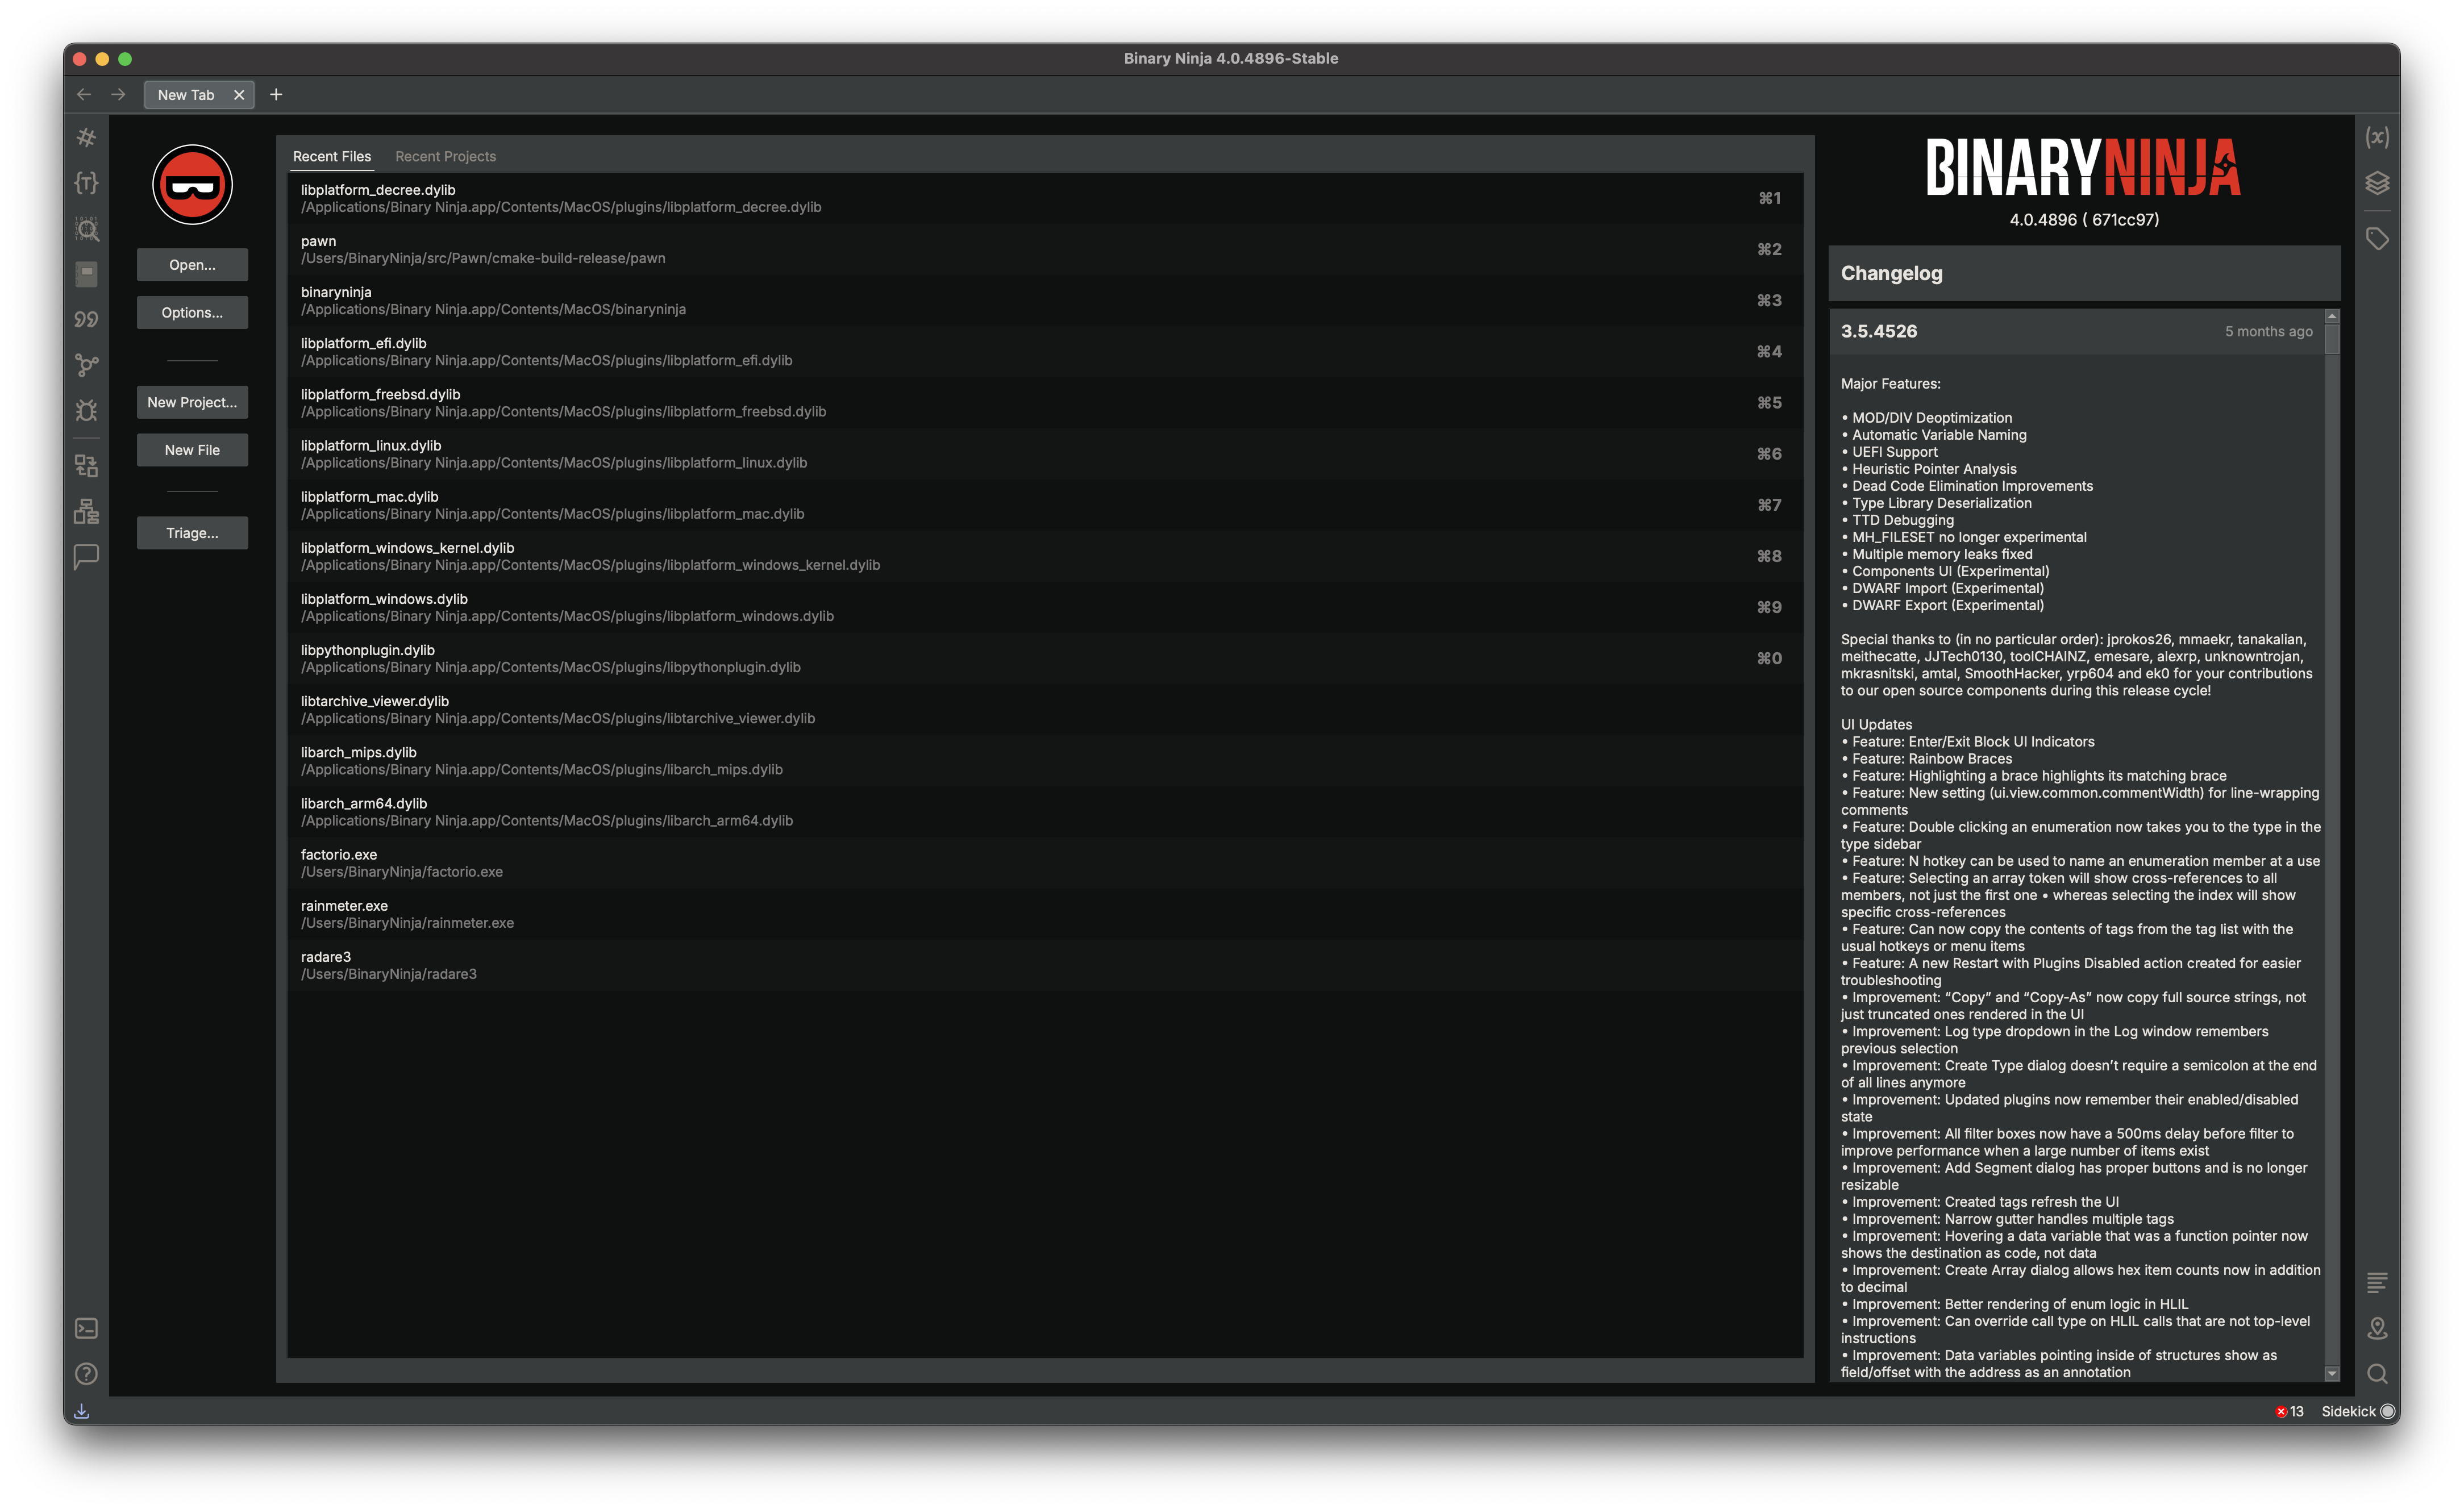 Binary Ninja 4.0.4896-Stable
New Tab
Open...
Options...
New Project...
New File
Triage...
Recent Files Recent Projects
libplatform_decree.dylib
/Applications/Binary Ninja.app/Contents/MacOS/plugins/libplatform_decree.dylib
⌘1
pawn
/Users/BinaryNinja/src/Pawn/cmake-build-release/pawn
⌘2
binaryninja
/Applications/Binary Ninja.app/Contents/MacOS/binaryninja
⌘3
libplatform_efi.dylib
/Applications/Binary Ninja.app/Contents/MacOS/plugins/libplatform_efi.dylib
⌘4
libplatform_freebsd.dylib
/Applications/Binary Ninja.app/Contents/MacOS/plugins/libplatform_freebsd.dylib
⌘5
libplatform_linux.dylib
/Applications/Binary Ninja.app/Contents/MacOS/plugins/libplatform_linux.dylib
⌘6
libplatform_mac.dylib
/Applications/Binary Ninja.app/Contents/MacOS/plugins/libplatform_mac.dylib
⌘7
libplatform_windows_kernel.dylib
/Applications/Binary Ninja.app/Contents/MacOS/plugins/libplatform_windows_kernel.dylib
⌘8
libplatform_windows.dylib
/Applications/Binary Ninja.app/Contents/MacOS/plugins/libplatform_windows.dylib
⌘9
libpythonplugin.dylib
/Applications/Binary Ninja.app/Contents/MacOS/plugins/libpythonplugin.dylib
⌘0
libtarchive_viewer.dylib
/Applications/Binary Ninja.app/Contents/MacOS/plugins/libtarchive_viewer.dylib
libarch_mips.dylib
/Applications/Binary Ninja.app/Contents/MacOS/plugins/libarch_mips.dylib
libarch_arm64.dylib
/Applications/Binary Ninja.app/Contents/MacOS/plugins/libarch_arm64.dylib
factorio.exe
/Users/BinaryNinja/factorio.exe
rainmeter.exe
/Users/BinaryNinja/rainmeter.exe
radare3
/Users/BinaryNinja/radare3
BINARYNINJA
4.0.4896 ( 671cc97)
Changelog
3.5.4526 5 months ago
Major Features:
• MOD/DIV Deoptimization
• Automatic Variable Naming
• UEFI Support
• Heuristic Pointer Analysis
• Dead Code Elimination Improvements
• Type Library Deserialization
• TTD Debugging
• MH_FILESET no longer experimental
• Multiple memory leaks fixed
• Components UI (Experimental)
• DWARF Import (Experimental)
• DWARF Export (Experimental)
Special thanks to (in no particular order): jprokos26, mmaekr, tanakalian,
meithecatte, JJTech0130, toolCHAINZ, emesare, alexrp, unknowntrojan,
mkrasnitski, amtal, SmoothHacker, yrp604 and ek0 for your contributions
to our open source components during this release cycle!
UI Updates
• Feature: Enter/Exit Block UI Indicators
• Feature: Rainbow Braces
• Feature: Highlighting a brace highlights its matching brace
• Feature: New setting (ui.view.common.commentWidth) for line-wrapping
comments
• Feature: Double clicking an enumeration now takes you to the type in the
type sidebar
• Feature: N hotkey can be used to name an enumeration member at a use
• Feature: Selecting an array token will show cross-references to all
members, not just the first one • whereas selecting the index will show
specific cross-references
• Feature: Can now copy the contents of tags from the tag list with the
usual hotkeys or menu items
• Feature: A new Restart with Plugins Disabled action created for easier
troubleshooting
• Improvement: “Copy” and “Copy-As” now copy full source strings, not
just truncated ones rendered in the UI
• Improvement: Log type dropdown in the Log window remembers
previous selection
• Improvement: Create Type dialog doesn’t require a semicolon at the end
of all lines anymore
• Improvement: Updated plugins now remember their enabled/disabled
state
• Improvement: All filter boxes now have a 500ms delay before filter to
improve performance when a large number of items exist
• Improvement: Add Segment dialog has proper buttons and is no longer
resizable
• Improvement: Created tags refresh the UI
• Improvement: Narrow gutter handles multiple tags
• Improvement: Hovering a data variable that was a function pointer now
shows the destination as code, not data
• Improvement: Create Array dialog allows hex item counts now in addition
to decimal
• Improvement: Better rendering of enum logic in HLIL
• Improvement: Can override call type on HLIL calls that are not top-level
instructions
• Improvement: Data variables pointing inside of structures show as
field/offset with the address as an annotation
13 Sidekick